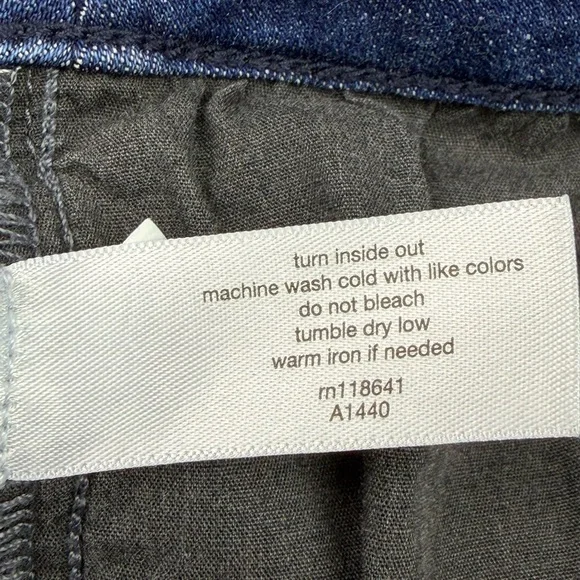 turn inside out
machine wash cold with like colors
do not bleach
tumble dry low
warm iron if needed
rn118641
A1440